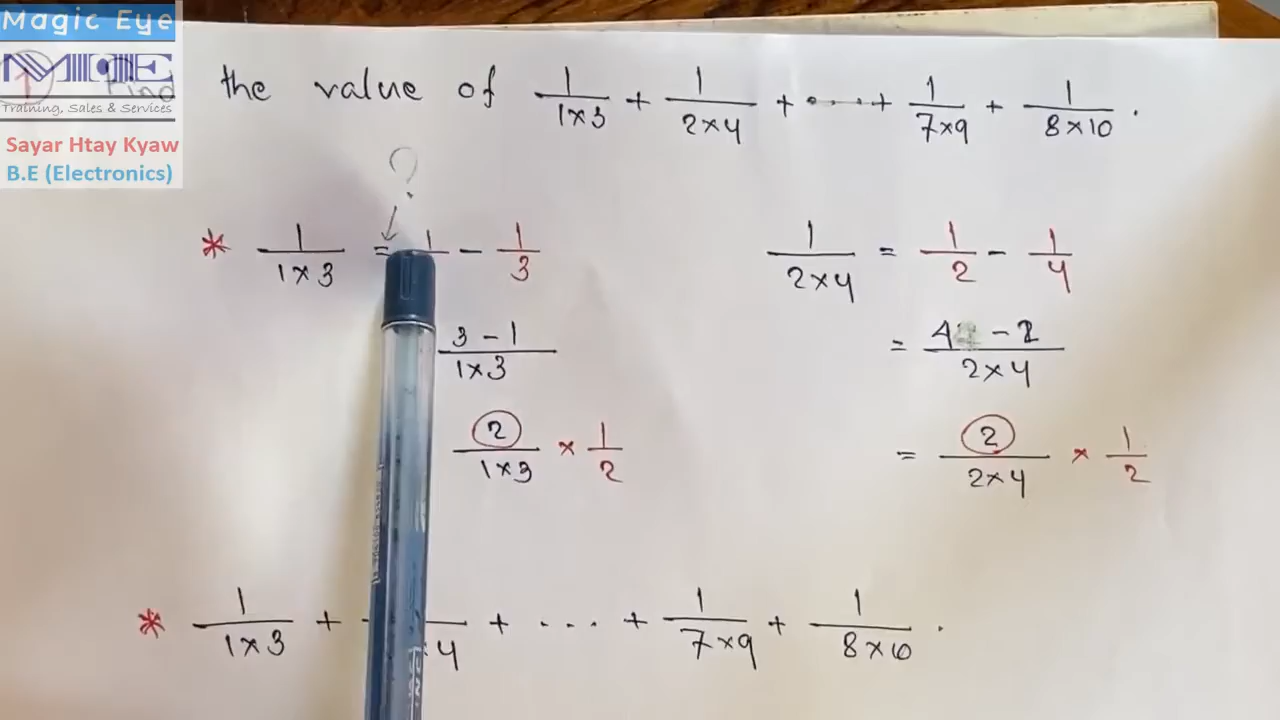 Magic Eye
MIE
Training, Sales & Services
Sayar Htay Kyaw
B.E (Electronics)
Find the value of 1/(1×3) + 1/(2×4) + ····· + 1/(7×9) + 1/(8×10) .
?
* 1/(1×3) = 1/ - 1/3
1/(2×4) = 1/2 - 1/4
(3 - 1)/(1×3)
= (4 - 2)/(2×4)
2/(1×3) × 1/2
= 2/(2×4) × 1/2
* 1/(1×3) + /(×4) + ... + 1/(7×9) + 1/(8×10) .